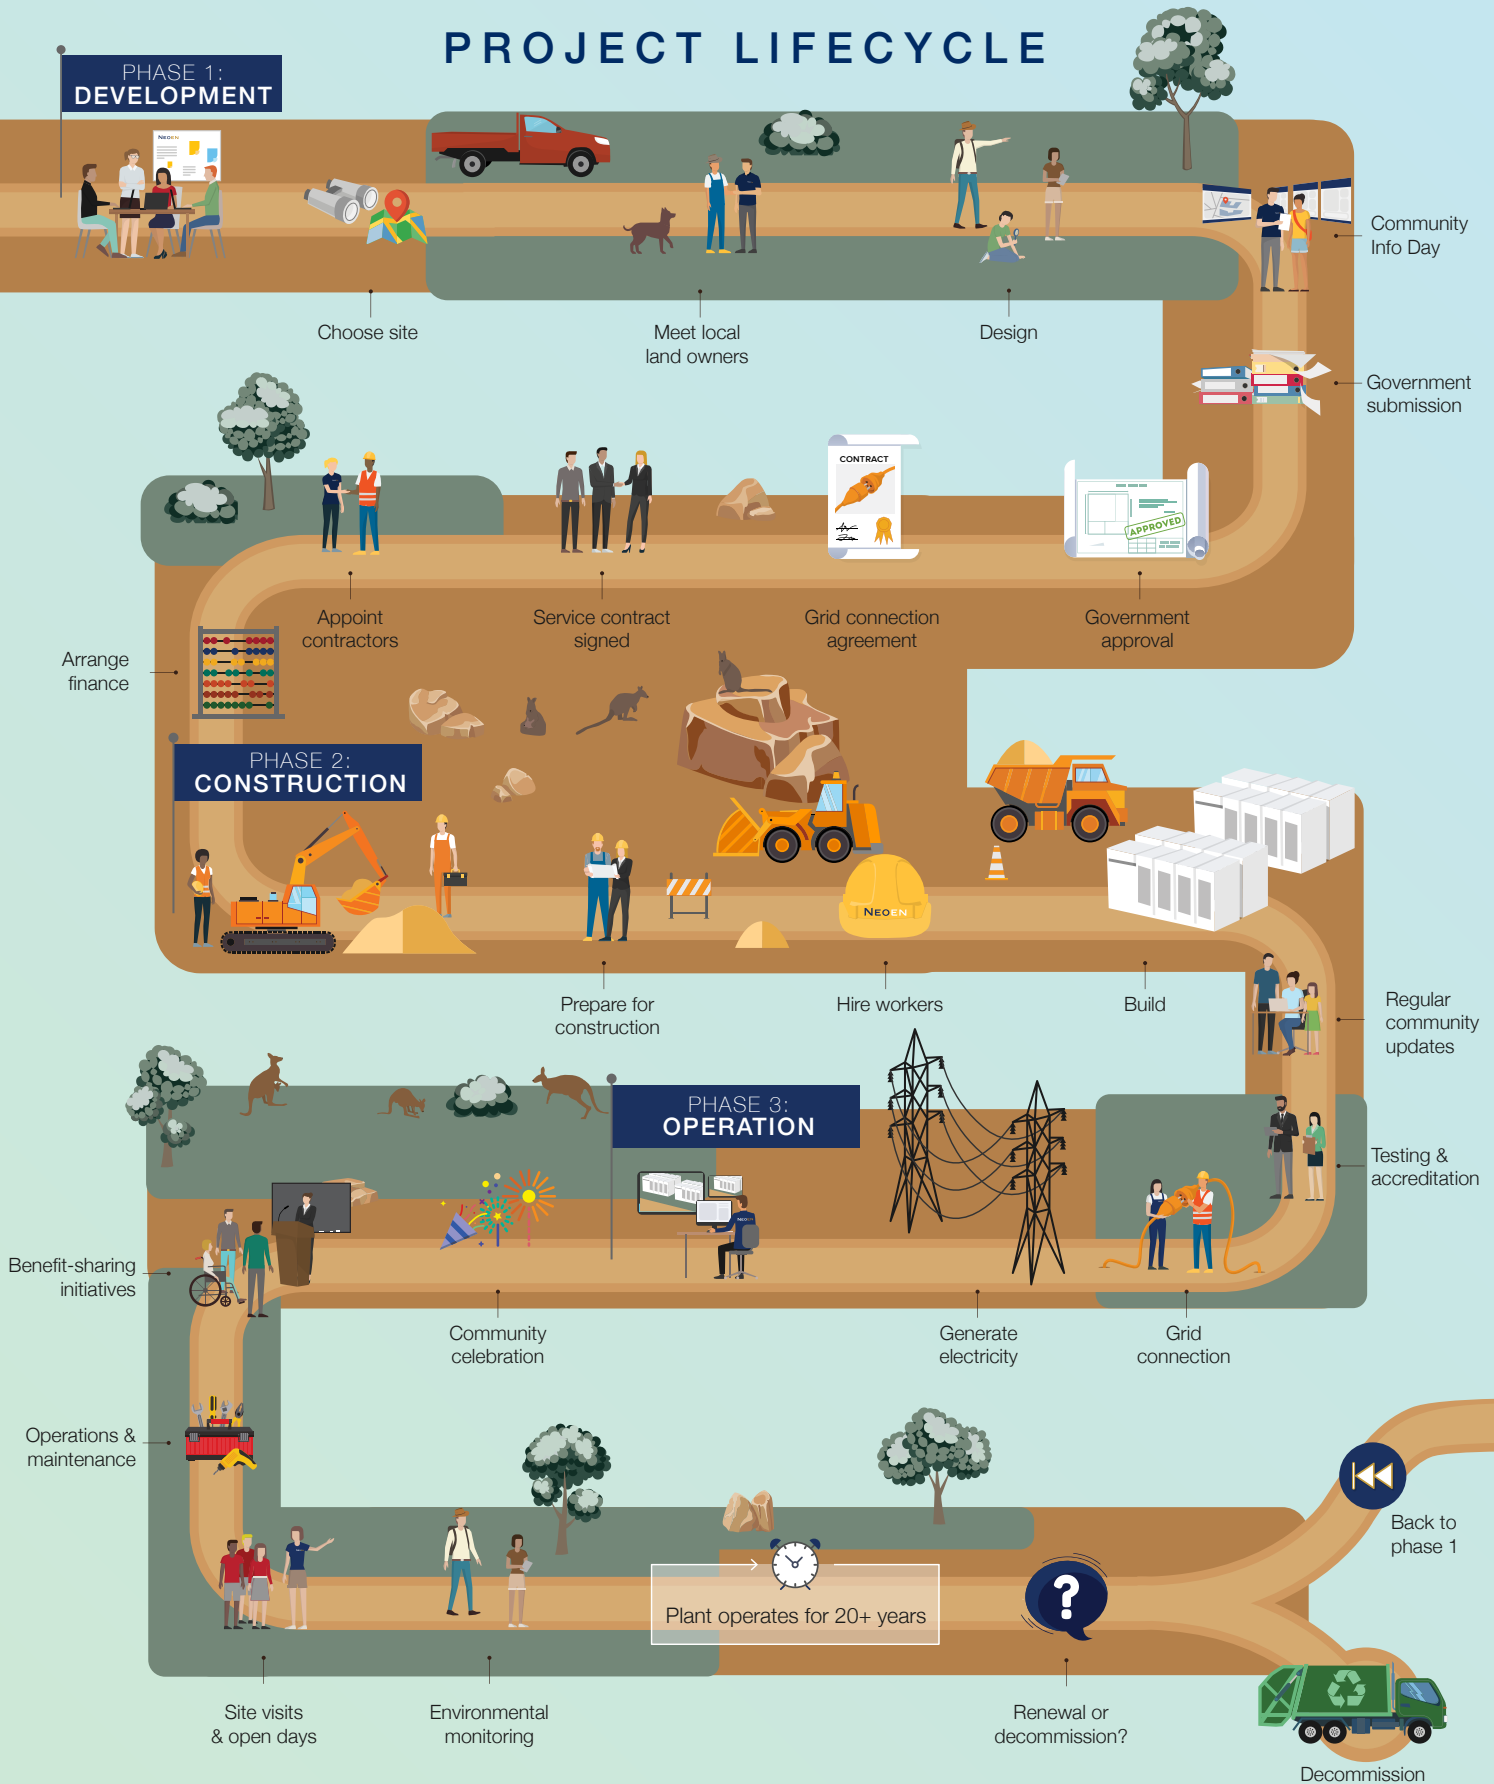 PROJECT LIFECYCLE
PHASE 1:
DEVELOPMENT
NEOEN
Choose site
Meet local
land owners
Design
Community
Info Day
Government
submission
APPROVED
Government
approval
CONTRACT
Grid connection
agreement
Service contract
signed
Appoint
contractors
Arrange
finance
PHASE 2:
CONSTRUCTION
Prepare for
construction
NEOEN
Hire workers
Build
Regular
community
updates
Testing &
accreditation
Grid
connection
Generate
electricity
PHASE 3:
OPERATION
NEOEN
Community
celebration
Benefit-sharing
initiatives
Operations &
maintenance
Site visits
& open days
Environmental
monitoring
Plant operates for 20+ years
?
Renewal or
decommission?
Back to
phase 1
Decommission